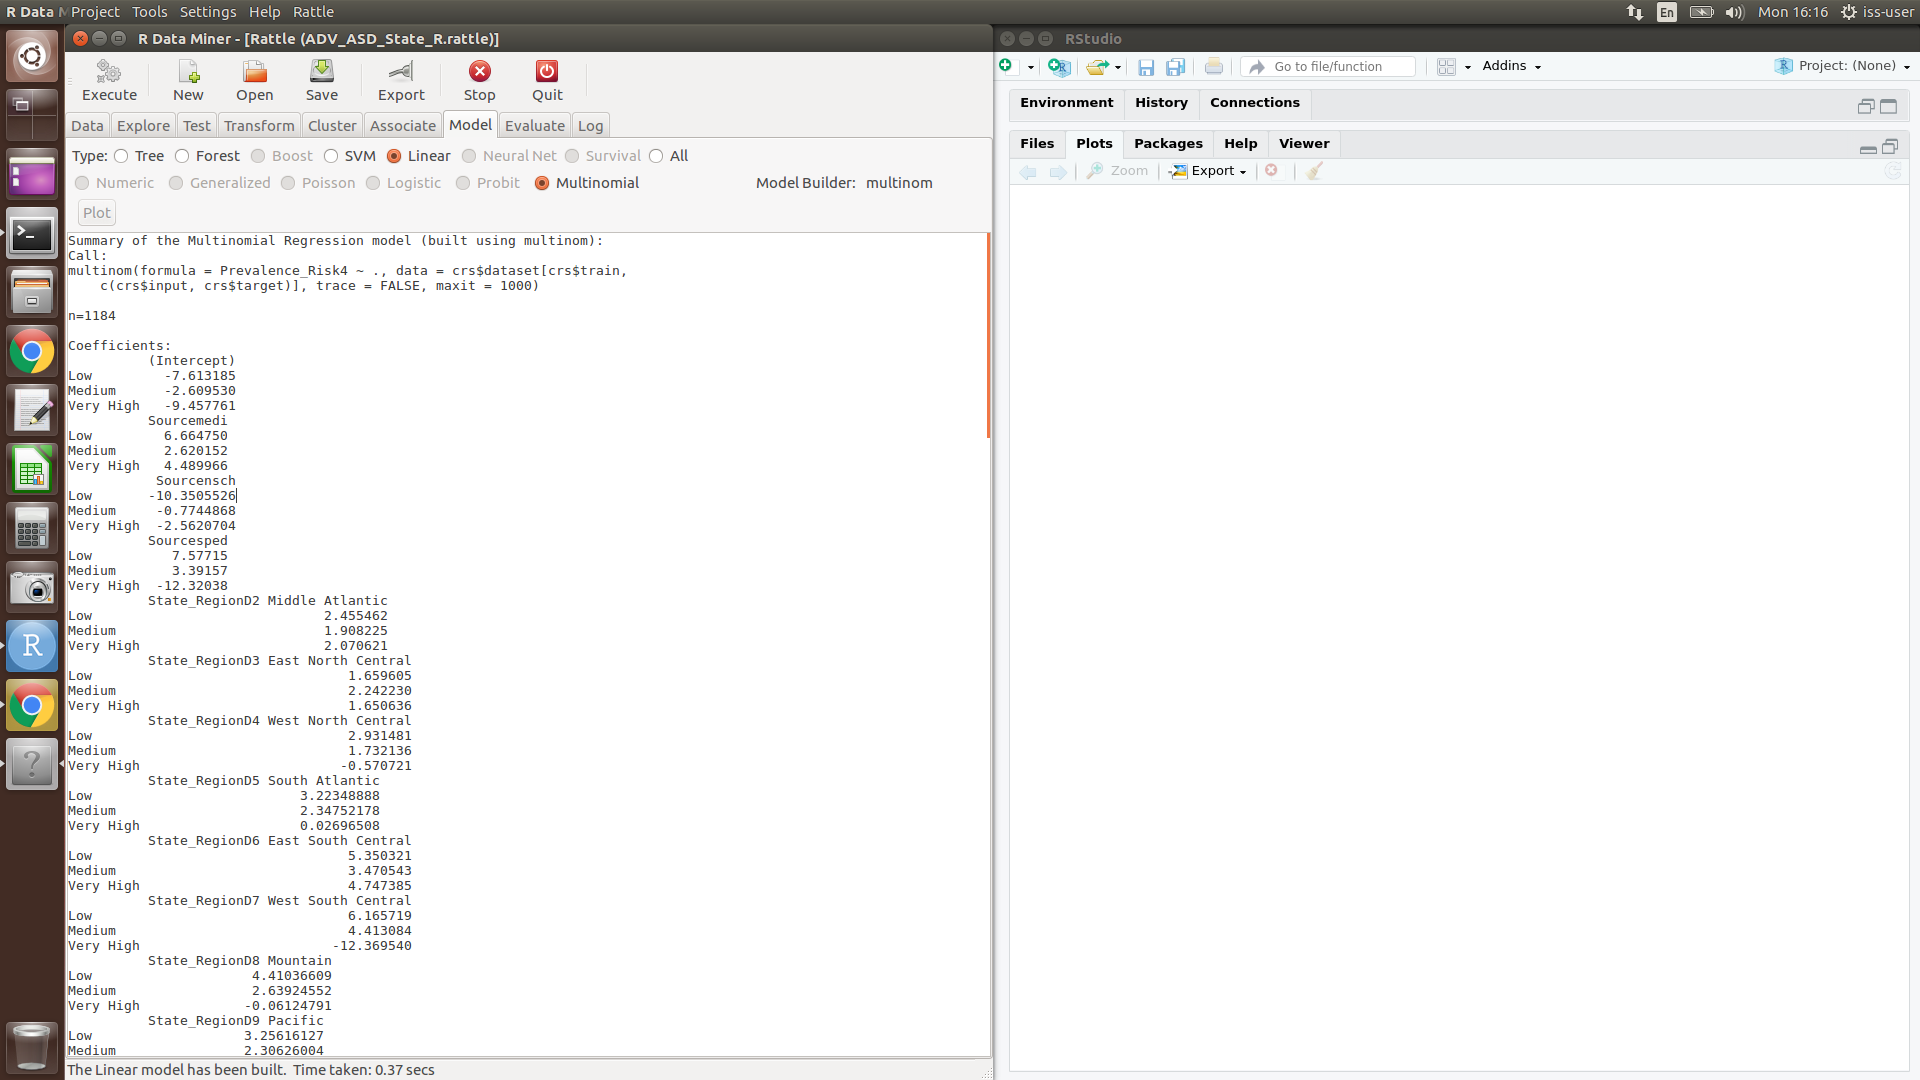 R Data M Project Tools Settings Help Rattle
En Mon 16:16 iss-user
R Data Miner - [Rattle (ADV_ASD_State_R.rattle)]
Execute New Open Save Export Stop Quit
Data Explore Test Transform Cluster Associate Model Evaluate Log
Type: Tree Forest Boost SVM Linear Neural Net Survival All
Numeric Generalized Poisson Logistic Probit Multinomial Model Builder: multinom
Plot
Summary of the Multinomial Regression model (built using multinom):
Call:
multinom(formula = Prevalence_Risk4 ~ ., data = crs$dataset[crs$train,
c(crs$input, crs$target)], trace = FALSE, maxit = 1000)
n=1184
Coefficients:
(Intercept)
Low -7.613185
Medium -2.609530
Very High -9.457761
Sourcemedi
Low 6.664750
Medium 2.620152
Very High 4.489966
Sourcensch
Low -10.3505526
Medium -0.7744868
Very High -2.5620704
Sourcesped
Low 7.57715
Medium 3.39157
Very High -12.32038
State_RegionD2 Middle Atlantic
Low 2.455462
Medium 1.908225
Very High 2.070621
State_RegionD3 East North Central
Low 1.659605
Medium 2.242230
Very High 1.650636
State_RegionD4 West North Central
Low 2.931481
Medium 1.732136
Very High -0.570721
State_RegionD5 South Atlantic
Low 3.22348888
Medium 2.34752178
Very High 0.02696508
State_RegionD6 East South Central
Low 5.350321
Medium 3.470543
Very High 4.747385
State_RegionD7 West South Central
Low 6.165719
Medium 4.413084
Very High -12.369540
State_RegionD8 Mountain
Low 4.41036609
Medium 2.63924552
Very High -0.06124791
State_RegionD9 Pacific
Low 3.25616127
Medium 2.30626004
The Linear model has been built. Time taken: 0.37 secs
RStudio
Go to file/function Addins Project: (None)
Environment History Connections
Files Plots Packages Help Viewer
Zoom Export